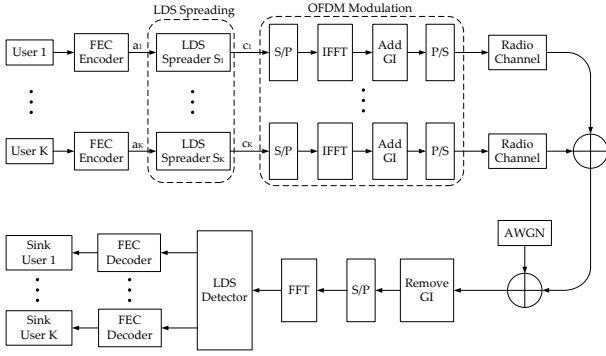 LDS Spreading
OFDM Modulation
User 1
FEC
Encoder
a1
LDS
Spreader S1
c1
S/P
IFFT
Add
GI
P/S
Radio
Channel
User K
FEC
Encoder
aK
LDS
Spreader SK
cK
S/P
IFFT
Add
GI
P/S
Radio
Channel
AWGN
Sink
User 1
FEC
Decoder
LDS
Detector
FFT
S/P
Remove
GI
Sink
User K
FEC
Decoder